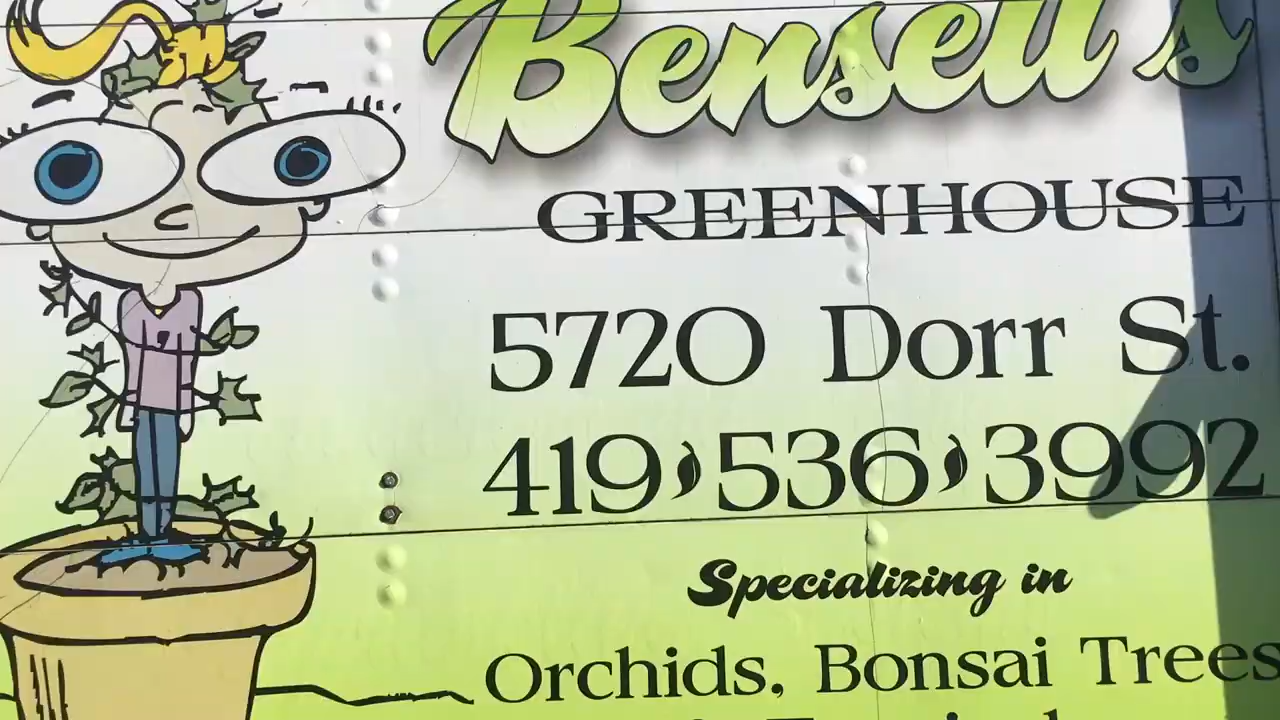 Bensell's
GREENHOUSE
5720 Dorr St.
419 536 3992
Specializing in
Orchids, Bonsai Trees